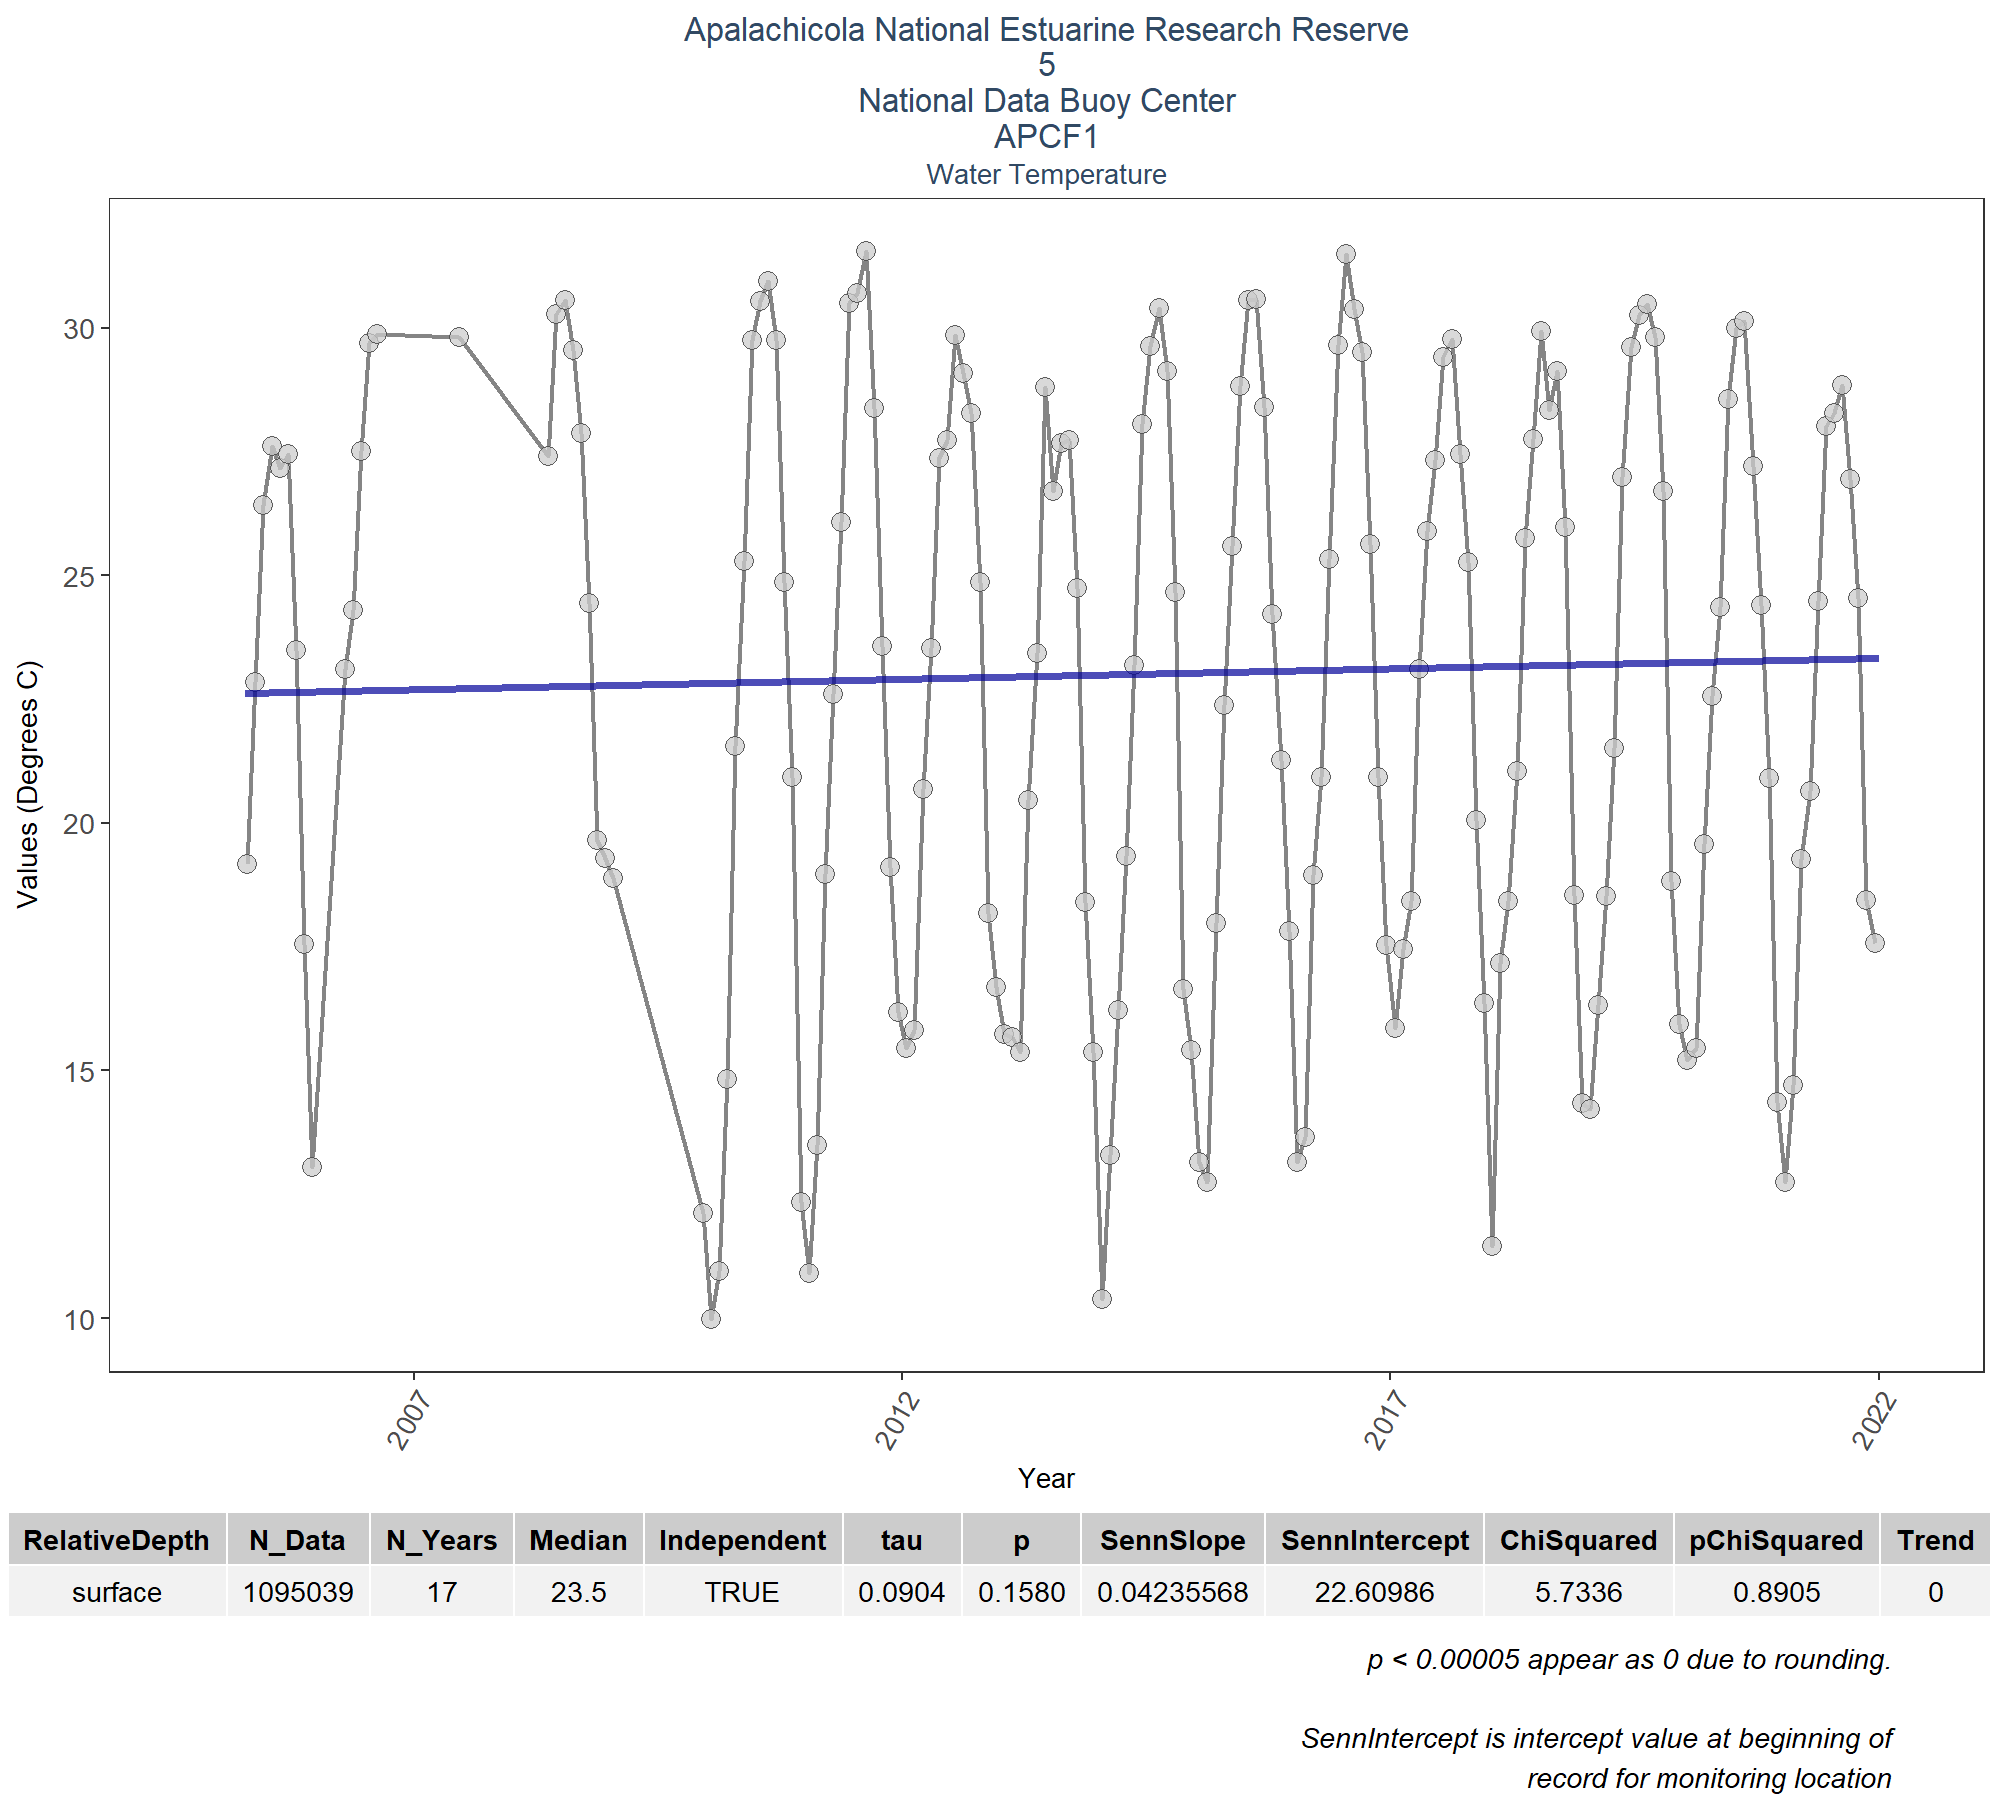 Apalachicola National Estuarine Research Reserve
5
National Data Buoy Center
APCF1
Water Temperature
Values (Degrees C)
30
25
20
15
10
2007 2012 2017 2022
Year
RelativeDepth N_Data N_Years Median Independent tau p SennSlope SennIntercept ChiSquared pChiSquared Trend
surface 1095039 17 23.5 TRUE 0.0904 0.1580 0.04235568 22.60986 5.7336 0.8905 0
p < 0.00005 appear as 0 due to rounding.
SennIntercept is intercept value at beginning of
record for monitoring location